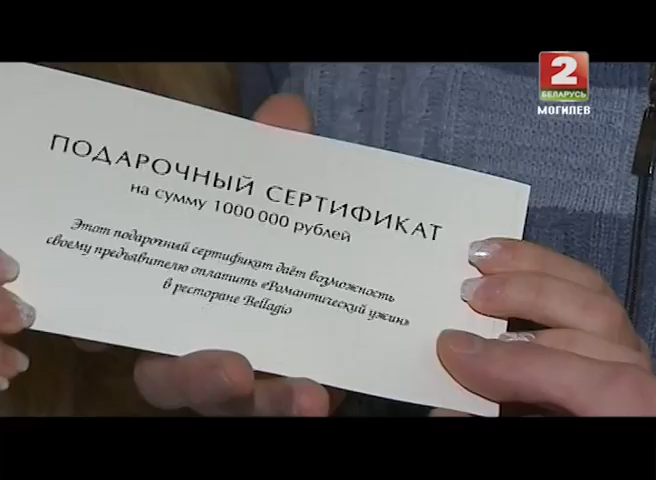 2
БЕЛАРУСЬ
МОГИЛЕВ
ПОДАРОЧНЫЙ СЕРТИФИКАТ
на сумму 1000 000 рублей
Этот подарочный сертификат даёт возможность
своему предъявителю оплатить «Романтический ужин»
в ресторане Bellagio